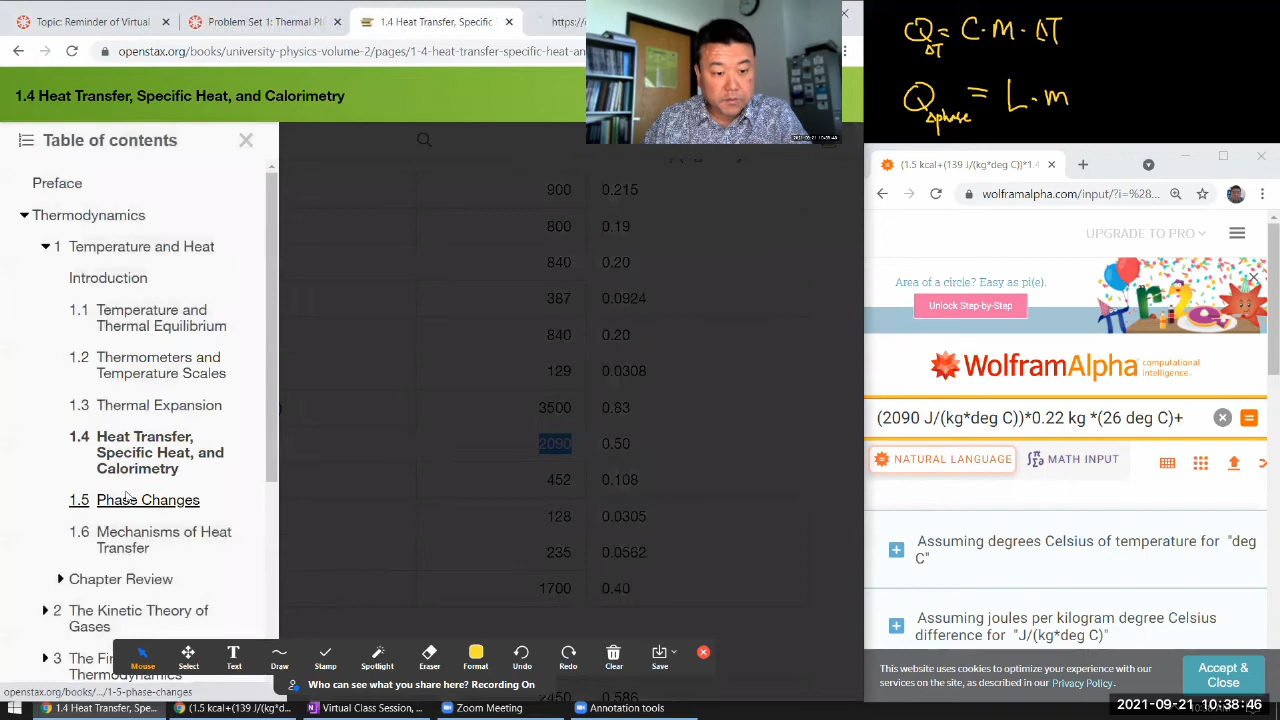 Reminder of Virtual
Problem Set 1: Thermal
1.4 Heat Transfer, Specific
https://
openstax.org/books/university-physics-volume-2/pages/1-4-heat-transfer-specific-heat-
1.4 Heat Transfer, Specific Heat, and Calorimetry
Table of contents
Preface
Thermodynamics
1 Temperature and Heat
Introduction
1.1 Temperature and
Thermal Equilibrium
1.2 Thermometers and
Temperature Scales
1.3 Thermal Expansion
1.4 Heat Transfer,
Specific Heat, and
Calorimetry
1.5 Phase Changes
1.6 Mechanisms of Heat
Transfer
Chapter Review
2 The Kinetic Theory of
Gases
3 The Fir
Thermodynamics
900 0.215
800 0.19
840 0.20
387 0.0924
840 0.20
129 0.0308
3500 0.83
2090 0.50
452 0.108
128 0.0305
235 0.0562
1700 0.40
2450 0.586
Mouse Select Text Draw Stamp Spotlight Eraser Format Undo Redo Clear Save
Who can see what you share here? Recording On
openstax.org/books/.../1-5-phase-changes
2021-09-21 10:38:46
Q = C·M·ΔT
ΔT
Q = L·m
Δphase
(1.5 kcal+(139 J/(kg*deg C))*1.4
wolframalpha.com/input/?i=%28...
UPGRADE TO PRO
Area of a circle? Easy as pi(e).
Unlock Step-by-Step
WolframAlpha computational
intelligence.
(2090 J/(kg*deg C))*0.22 kg *(26 deg C)+
NATURAL LANGUAGE
MATH INPUT
Assuming degrees Celsius of temperature for "deg
C"
Assuming joules per kilogram degree Celsius
difference for "J/(kg*deg C)"
This website uses cookies to optimize your experience with our
services on the site, as described in our Privacy Policy.
Accept &
Close
1.4 Heat Transfer, Spe...
(1.5 kcal+(139 J/(kg*d...
Virtual Class Session, ...
Zoom Meeting
Annotation tools
2021-09-21 10:38:46